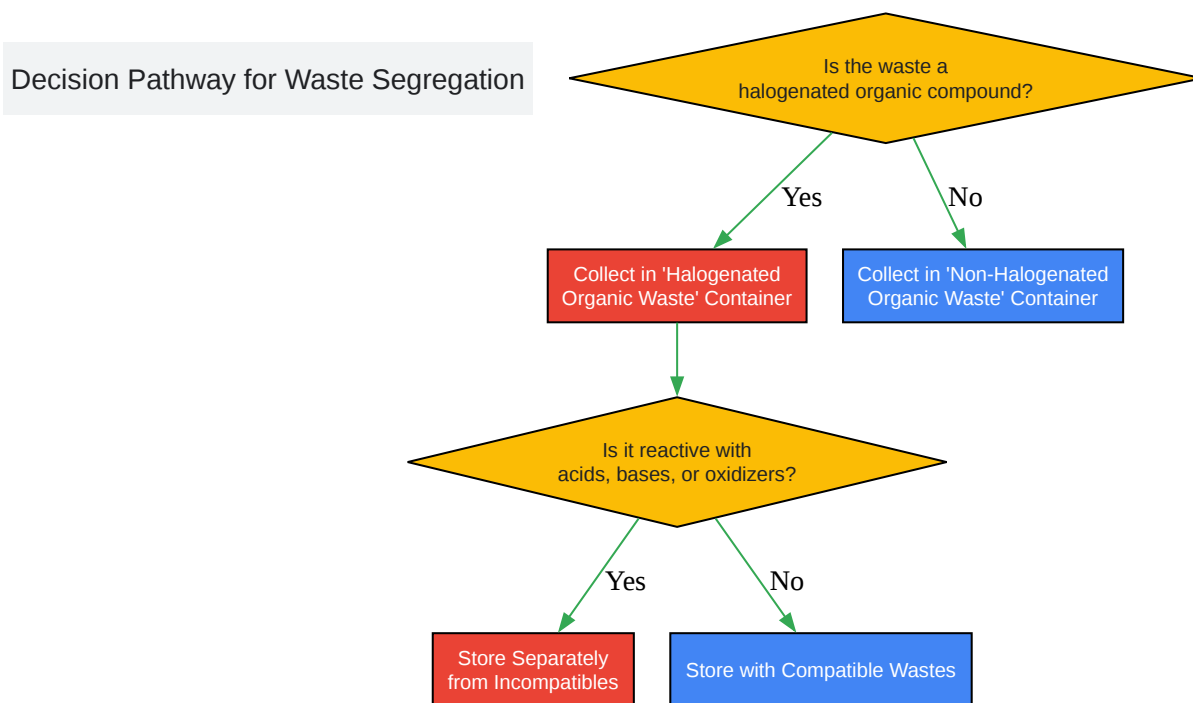 Decision Pathway for Waste Segregation
Is the waste a
halogenated organic compound?
Yes
No
Collect in 'Halogenated
Organic Waste' Container
Collect in 'Non-Halogenated
Organic Waste' Container
Is it reactive with
acids, bases, or oxidizers?
Yes
No
Store Separately
from Incompatibles
Store with Compatible Wastes